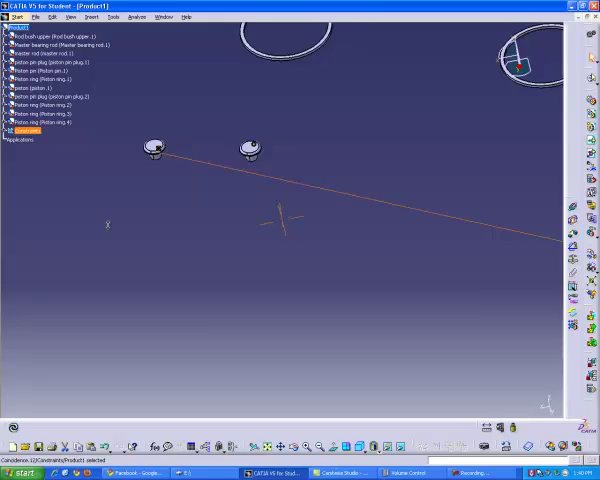 CATIA V5 for Student - [Product1]
Start File Edit View Insert Tools Analyze Window Help
Product1
Rod bush upper (Rod bush upper.1)
Master bearing rod (Master bearing rod.1)
master rod (master rod.1)
piston pin plug (piston pin plug.1)
Piston pin (Piston pin.1)
Piston ring (Piston ring.1)
piston (piston.1)
piston pin plug (piston pin plug.2)
Piston ring (Piston ring.2)
Piston ring (Piston ring.3)
Piston ring (Piston ring.4)
Constraints
Applications
CATIA
Coincidence.12/Constraints/Product1 selected
start
Facebook - Google...
E:\
CATIA V5 for Stud...
Camtasia Studio - ...
Volume Control
Recording...
1:40 PM